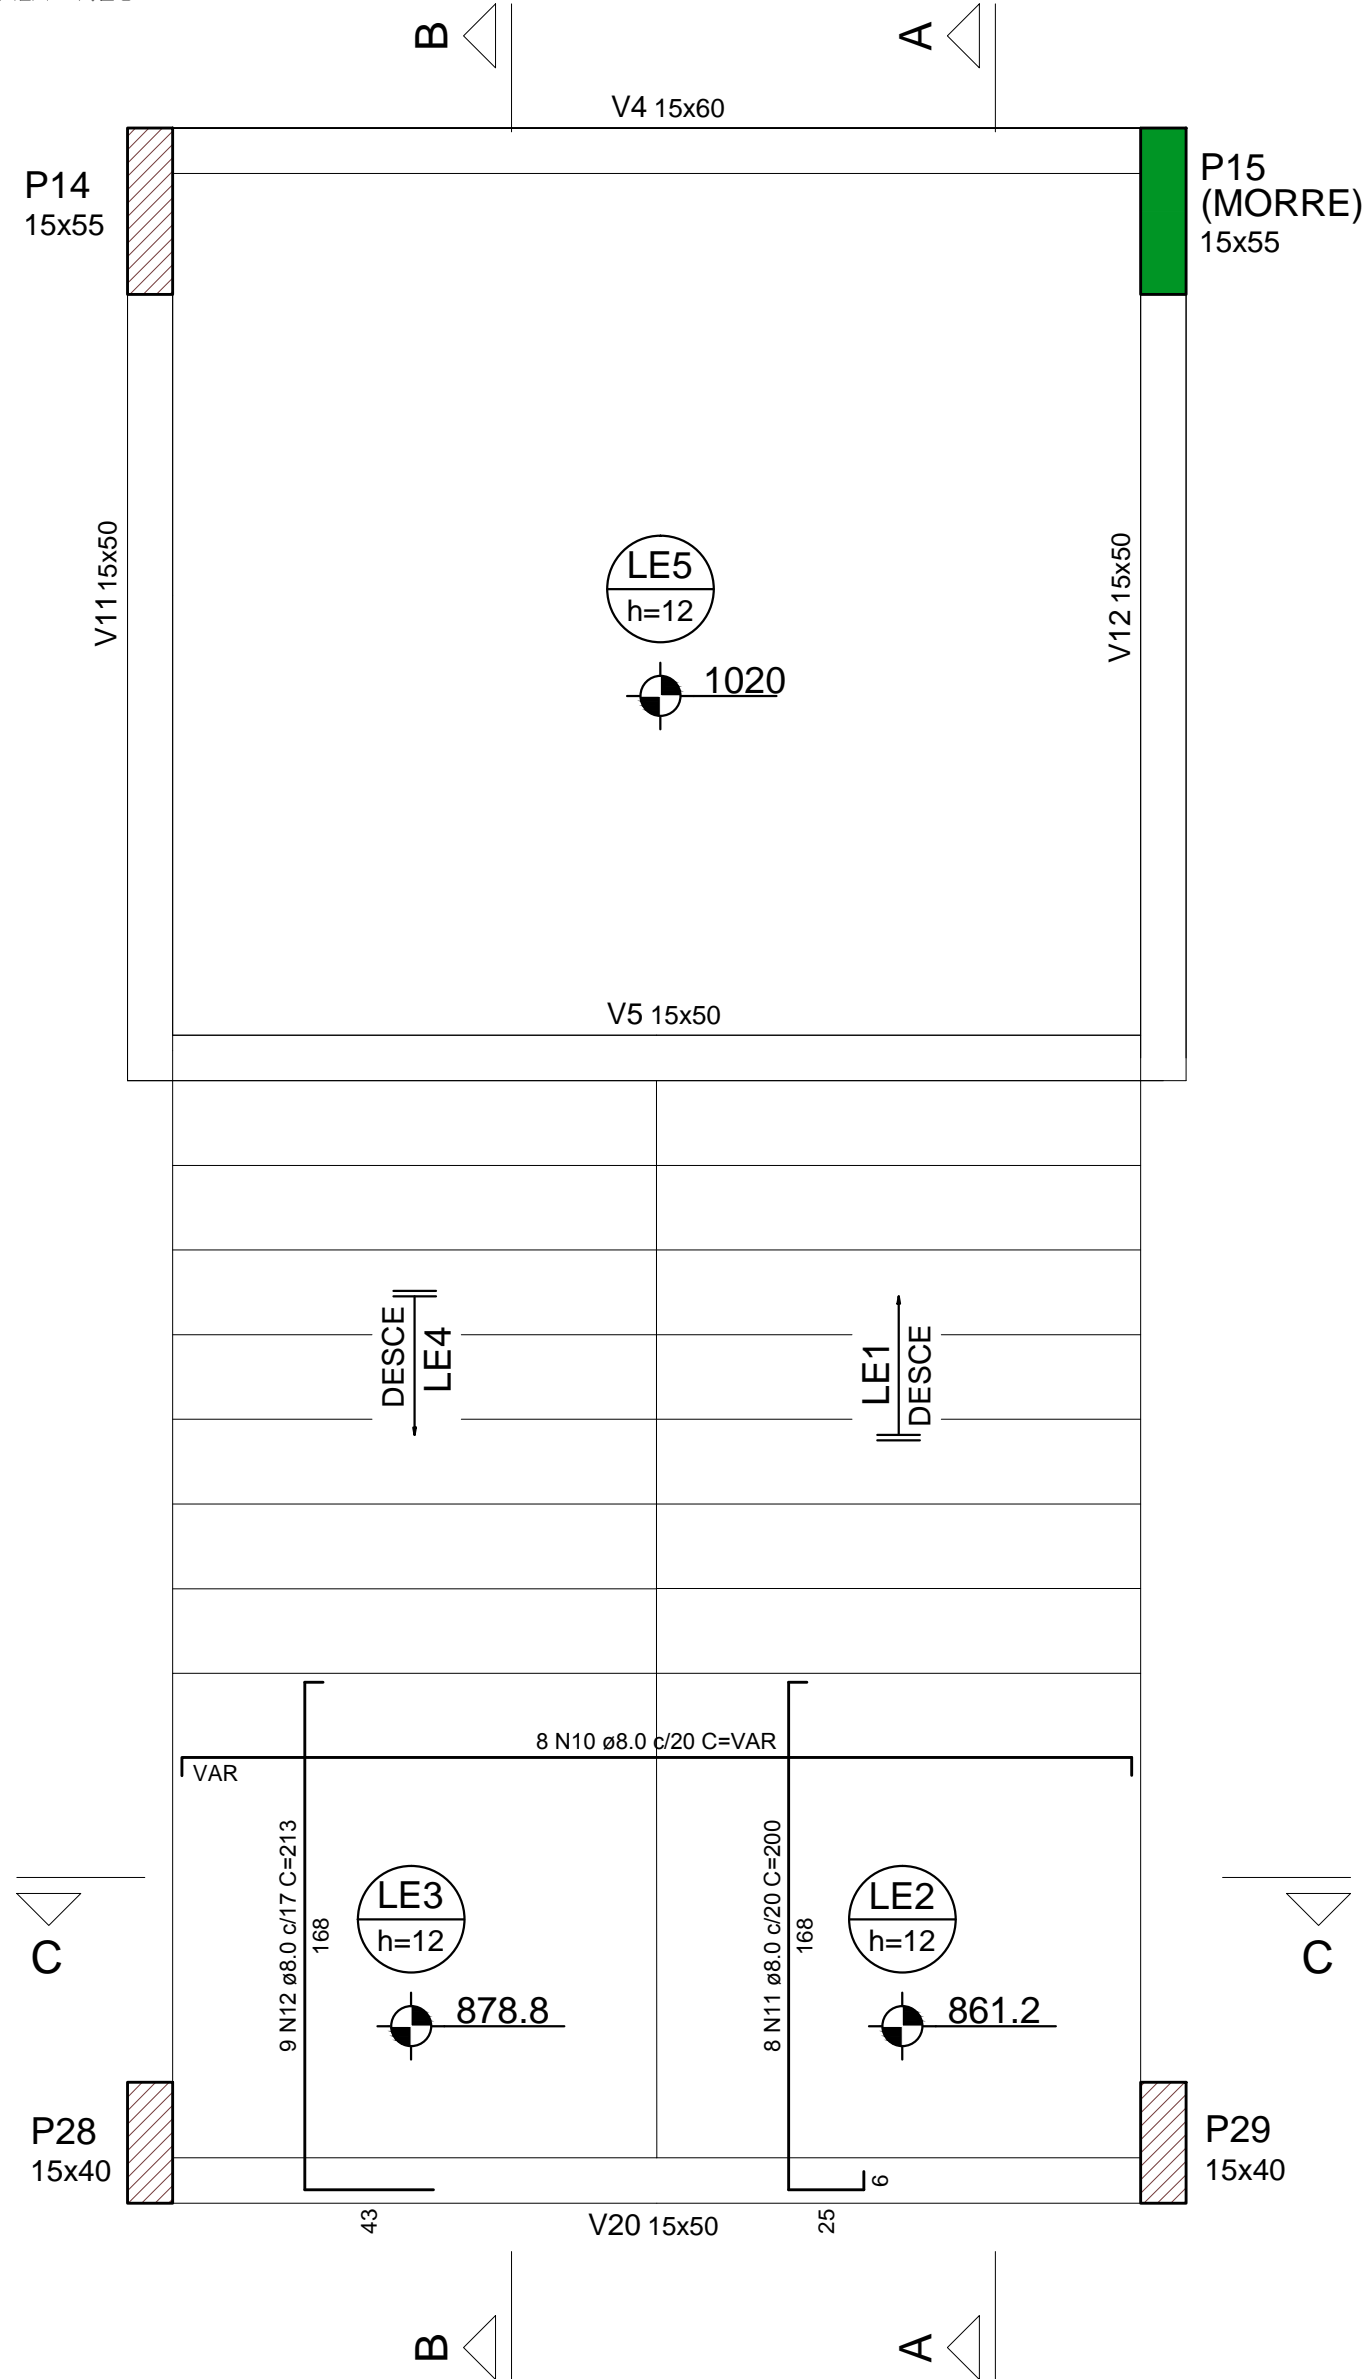 B
A
V4 15x60
P14
15x55
P15
(MORRE)
15x55
V11 15x50
V12 15x50
LE5
h=12
1020
V5 15x50
DESCE
LE4
LE1
DESCE
8 N10 ø8.0 c/20 C=VAR
VAR
9 N12 ø8.0 c/17 C=213
168
8 N11 ø8.0 c/20 C=200
168
LE3
h=12
LE2
h=12
C
C
878.8
861.2
P28
15x40
P29
15x40
6
43
V20 15x50
25
B
A